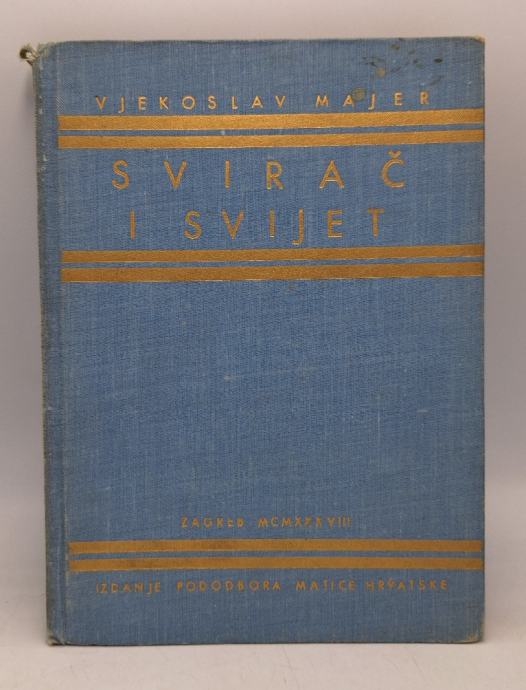 VJEKOSLAV MAJER
SVIRAČ
I SVIJET
ZAGREB MCMXXXVIII
IZDANJE PODODBORA MATICE HRVATSKE